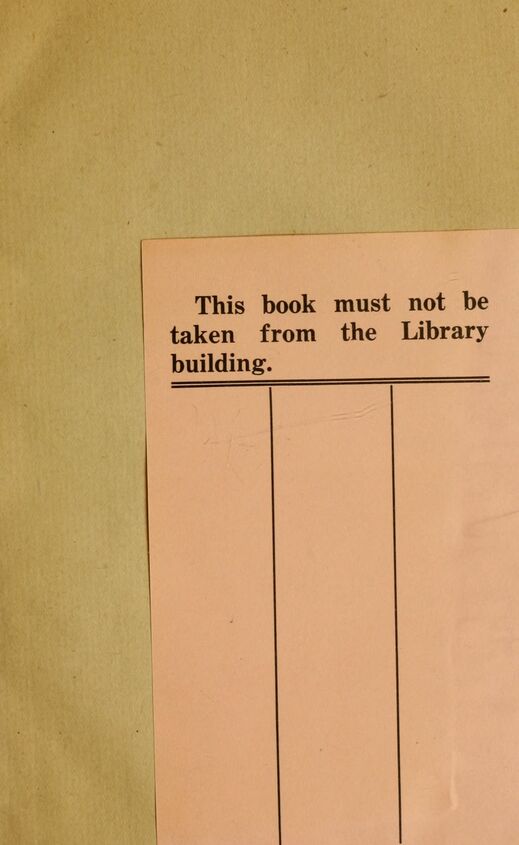 This book must not be
taken from the Library
building.